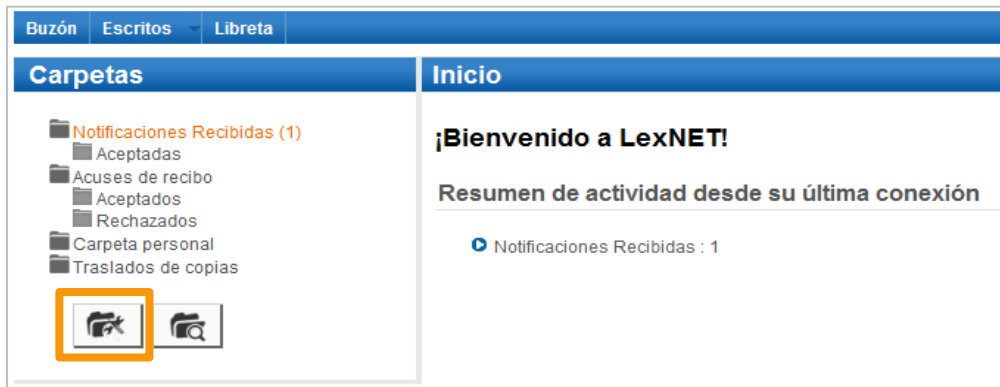 Buzón Escritos Libreta
Carpetas
Notificaciones Recibidas (1)
Aceptadas
Acuses de recibo
Aceptados
Rechazados
Carpeta personal
Traslados de copias
Inicio
¡Bienvenido a LexNET!
Resumen de actividad desde su última conexión
Notificaciones Recibidas : 1